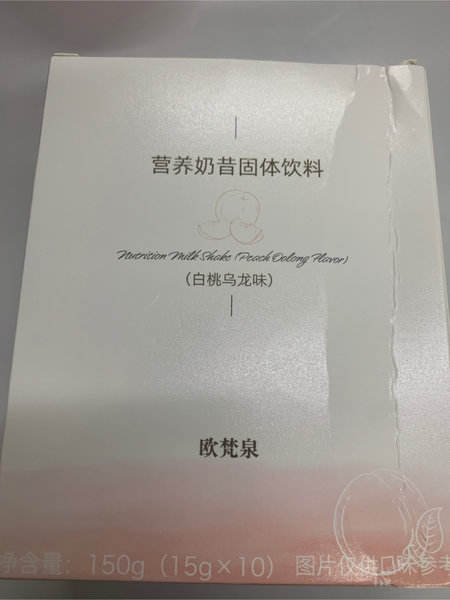 营养奶昔固体饮料
Nutrition Milk Shake (Peach Oolong Flavor)
（白桃乌龙味）
欧梵泉
净含量：150g（15g×10） 图片仅供口味参考